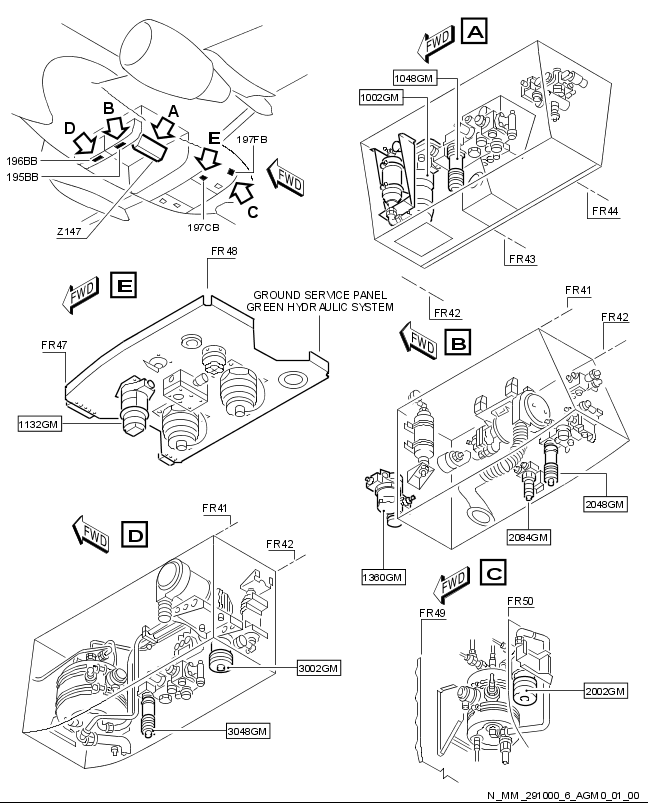 A
FWD
1048GM
1002GM
B
A
D
E
197FB
196BB
195BB
FWD
C
197CB
Z147
FR44
FR43
FR48
E
FWD
GROUND SERVICE PANEL
GREEN HYDRAULIC SYSTEM
FR42
FR41
FR42
FWD
B
FR47
1132GM
2048GM
2084GM
1360GM
FR41
FWD
D
FR42
C
FWD
FR50
FR49
3002GM
2002GM
C
3048GM
N_MM_291000_6_AGM0_01_00